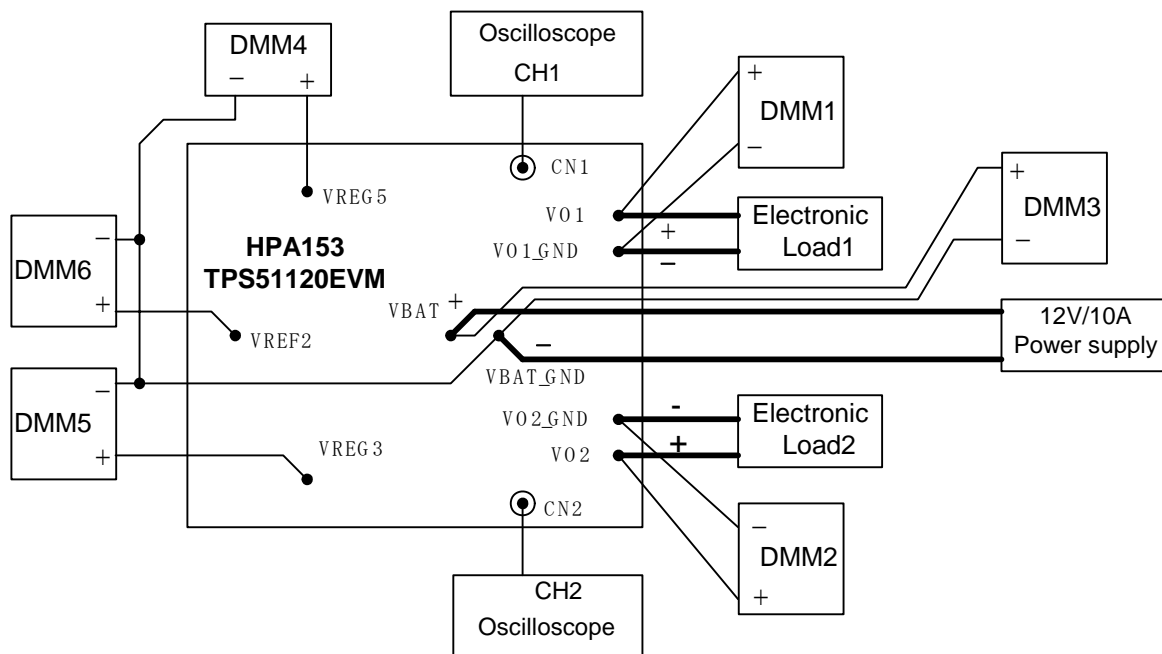 DMM4
− +
Oscilloscope
CH1
+
DMM1
−
CN1
VREG5
VO1
+
Electronic
Load1
VO1_GND
−
+
DMM3
−
HPA153
TPS51120EVM
−
DMM6
+
VBAT +
VREF2
12V/10A
Power supply
−
VBAT_GND
−
DMM5
+
VO2_GND
-
Electronic
Load2
VO2
+
VREG3
CN2
−
DMM2
+
CH2
Oscilloscope